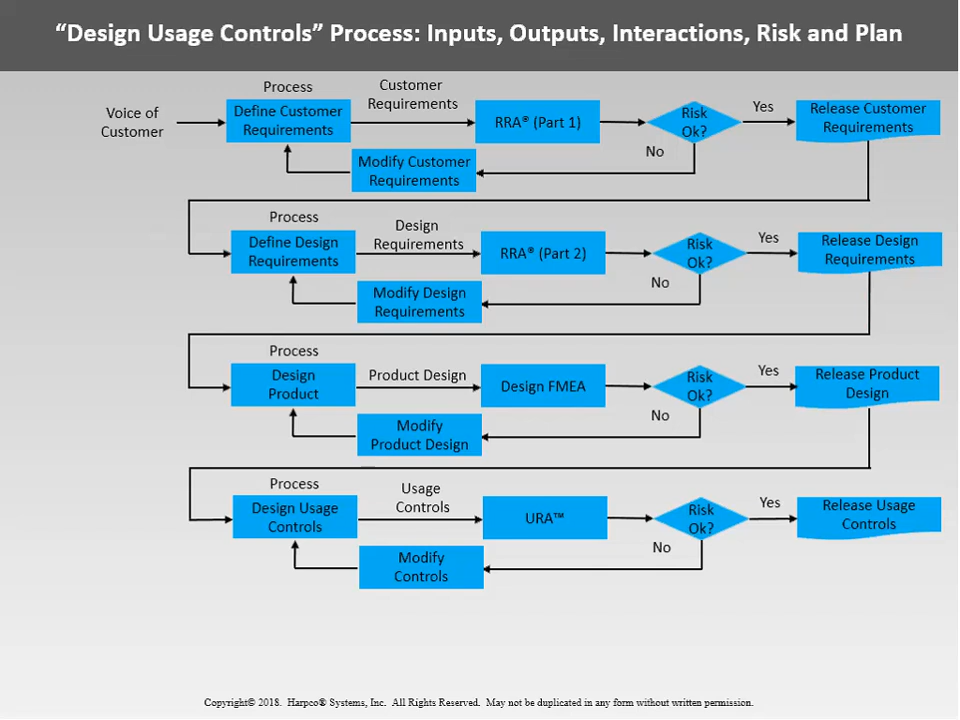 “Design Usage Controls” Process: Inputs, Outputs, Interactions, Risk and Plan
Voice of
Customer
Process
Define Customer
Requirements
Customer
Requirements
RRA® (Part 1)
Risk
Ok?
Yes
Release Customer
Requirements
No
Modify Customer
Requirements
Process
Define Design
Requirements
Design
Requirements
RRA® (Part 2)
Risk
Ok?
Yes
Release Design
Requirements
No
Modify Design
Requirements
Process
Design
Product
Product Design
Design FMEA
Risk
Ok?
Yes
Release Product
Design
No
Modify
Product Design
Process
Design Usage
Controls
Usage
Controls
URA™
Risk
Ok?
Yes
Release Usage
Controls
No
Modify
Controls
Copyright© 2018.  Harpco® Systems, Inc.  All Rights Reserved.  May not be duplicated in any form without written permission.